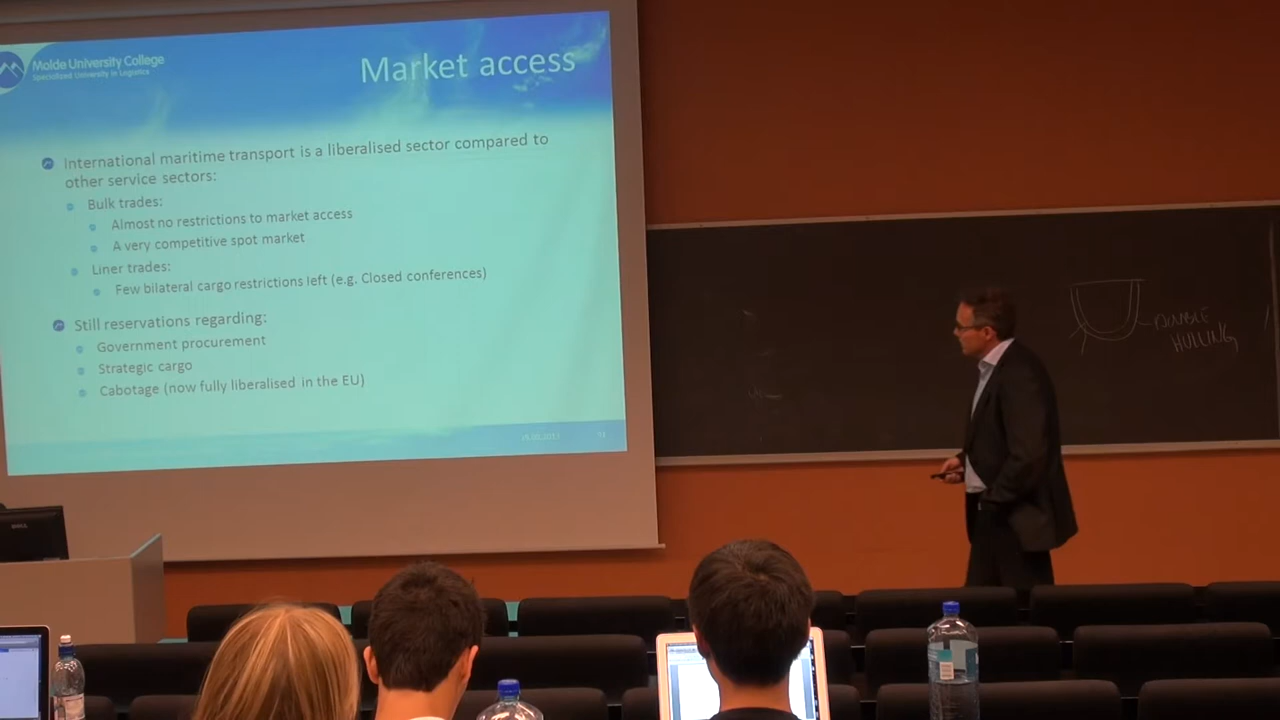 Molde University College
Specialized University in Logistics
Market access
International maritime transport is a liberalised sector compared to
other service sectors:
Bulk trades:
Almost no restrictions to market access
A very competitive spot market
Liner trades:
Few bilateral cargo restrictions left (e.g. Closed conferences)
Still reservations regarding:
Government procurement
Strategic cargo
Cabotage (now fully liberalised in the EU)
DELL
DOUBLE
HULLING